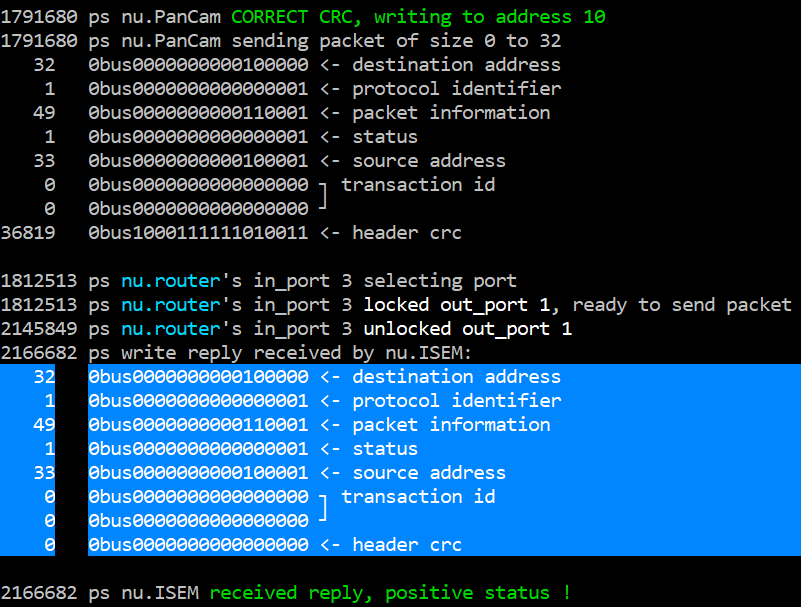 1791680 ps nu.PanCam CORRECT CRC, writing to address 10
1791680 ps nu.PanCam sending packet of size 0 to 32
32 0bus0000000000100000 <- destination address
1 0bus0000000000000001 <- protocol identifier
49 0bus0000000000110001 <- packet information
1 0bus0000000000000001 <- status
33 0bus0000000000100001 <- source address
0 0bus0000000000000000 ┐ transaction id
0 0bus0000000000000000 ┘
36819 0bus1000111111010011 <- header crc
1812513 ps nu.router's in_port 3 selecting port
1812513 ps nu.router's in_port 3 locked out_port 1, ready to send packet
2145849 ps nu.router's in_port 3 unlocked out_port 1
2166682 ps write reply received by nu.ISEM:
32 0bus0000000000100000 <- destination address
1 0bus0000000000000001 <- protocol identifier
49 0bus0000000000110001 <- packet information
1 0bus0000000000000001 <- status
33 0bus0000000000100001 <- source address
0 0bus0000000000000000 ┐ transaction id
0 0bus0000000000000000 ┘
0 0bus0000000000000000 <- header crc
2166682 ps nu.ISEM received reply, positive status !